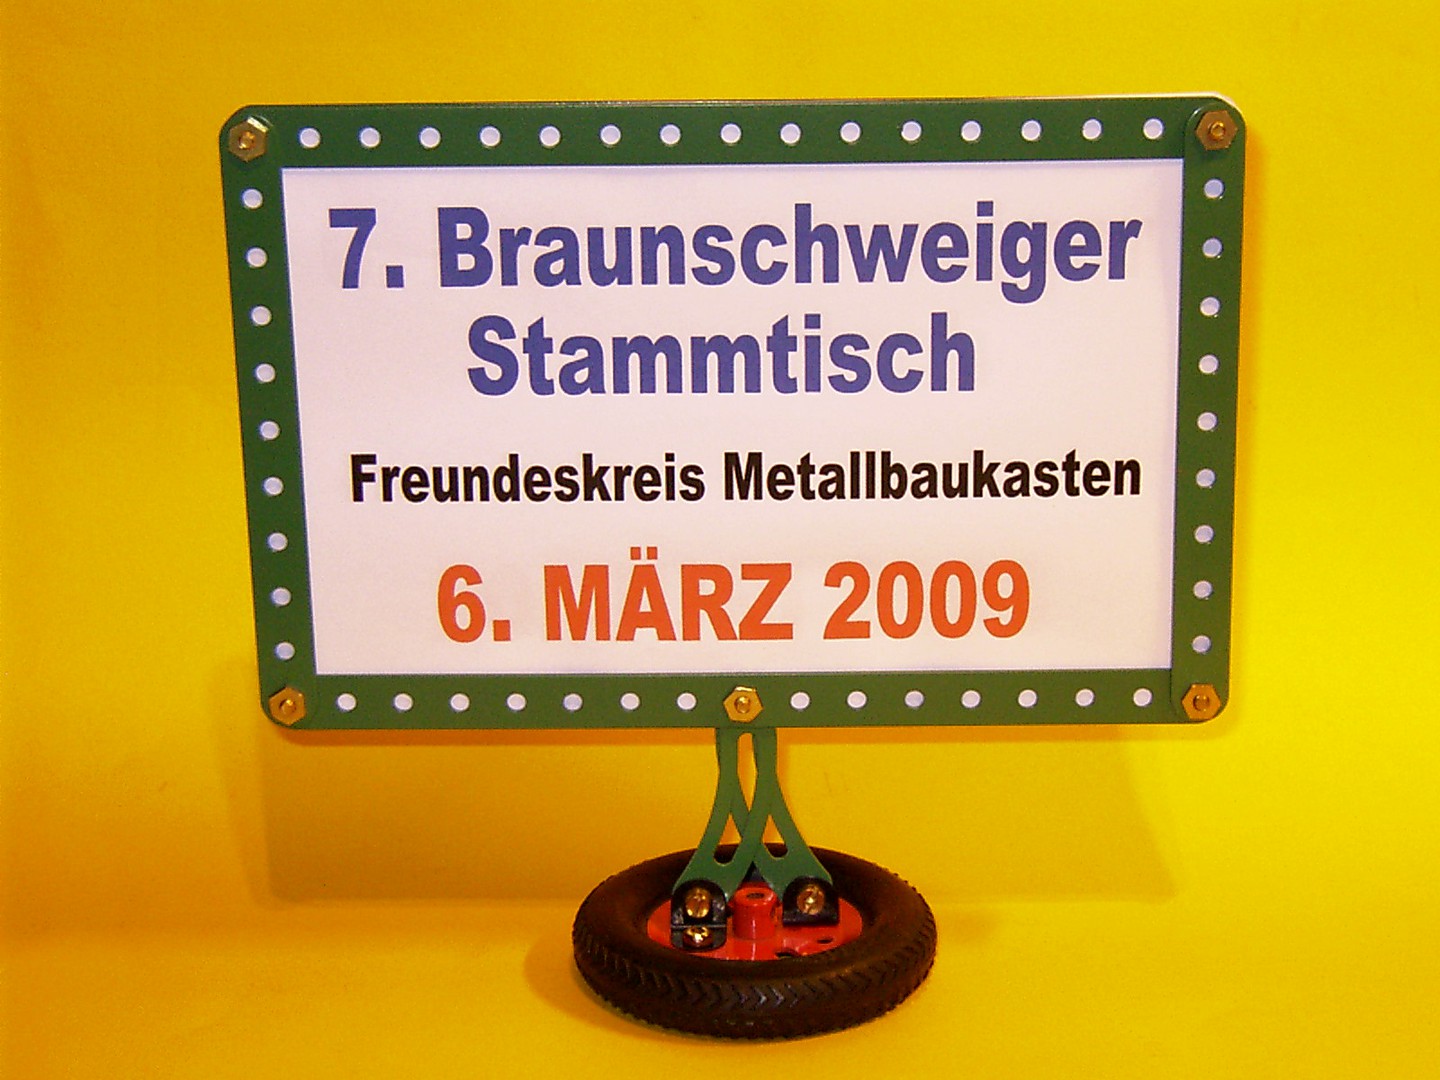 7. Braunschweiger
Stammtisch
Freundeskreis Metallbaukasten
6. MÄRZ 2009